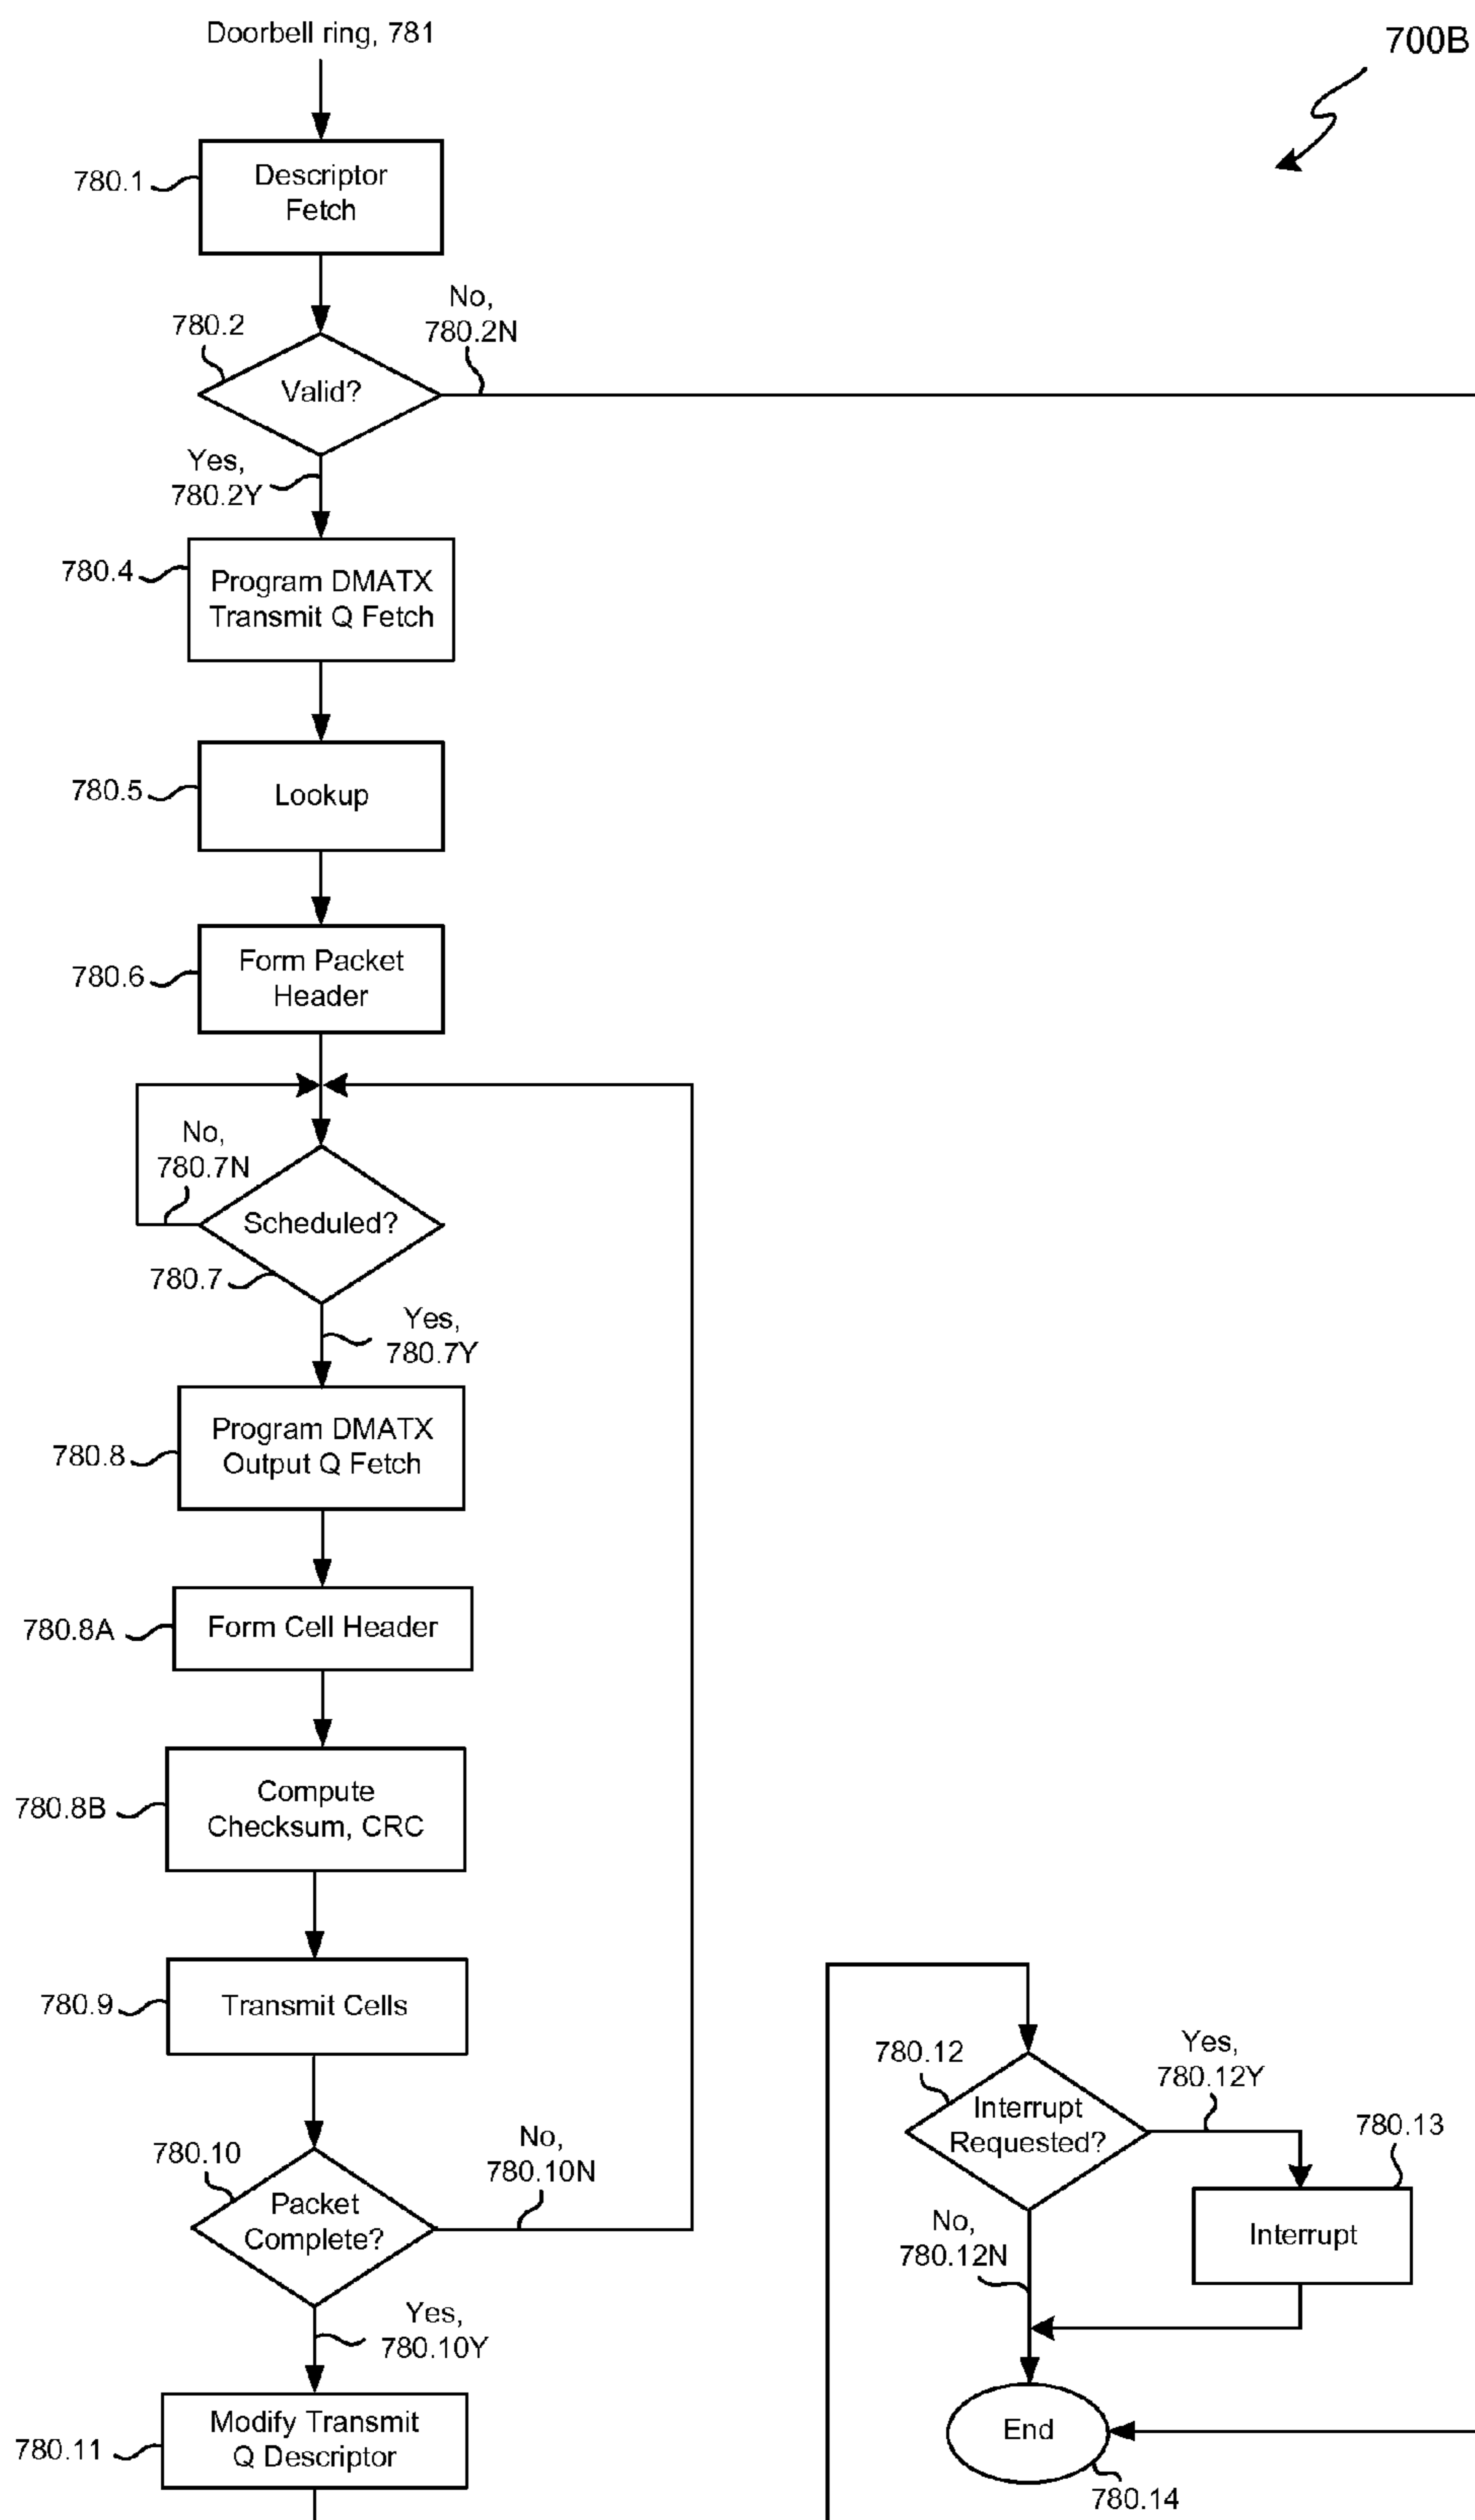 Doorbell ring, 781
700B
780.1
Descriptor
Fetch
780.2
No,
780.2N
Valid?
Yes,
780.2Y
780.4
Program DMATX
Transmit Q Fetch
780.5
Lookup
780.6
Form Packet
Header
No,
780.7N
Scheduled?
780.7
Yes,
780.7Y
780.8
Program DMATX
Output Q Fetch
780.8A
Form Cell Header
780.8B
Compute
Checksum, CRC
780.9
Transmit Cells
780.10
No,
780.10N
Packet
Complete?
Yes,
780.10Y
780.11
Modify Transmit
Q Descriptor
780.12
Yes,
780.12Y
Interrupt
Requested?
780.13
Interrupt
No,
780.12N
End
780.14